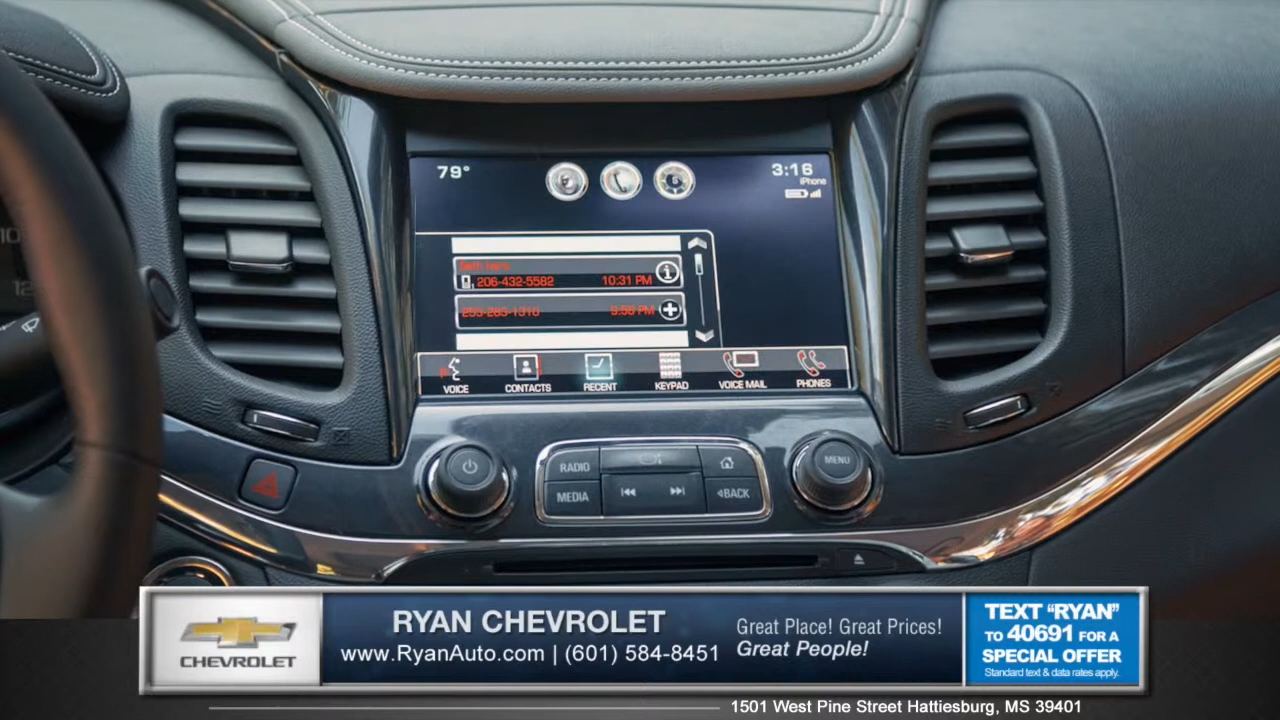 79°
3:16
iPhone
206-432-5582 10:31 PM
VOICE CONTACTS RECENT KEYPAD VOICE MAIL PHONES
RADIO
MEDIA
BACK
MENU
CHEVROLET
RYAN CHEVROLET
www.RyanAuto.com | (601) 584-8451
Great Place! Great Prices!
Great People!
TEXT “RYAN”
TO 40691 FOR A
SPECIAL OFFER
Standard text & data rates apply.
1501 West Pine Street Hattiesburg, MS 39401